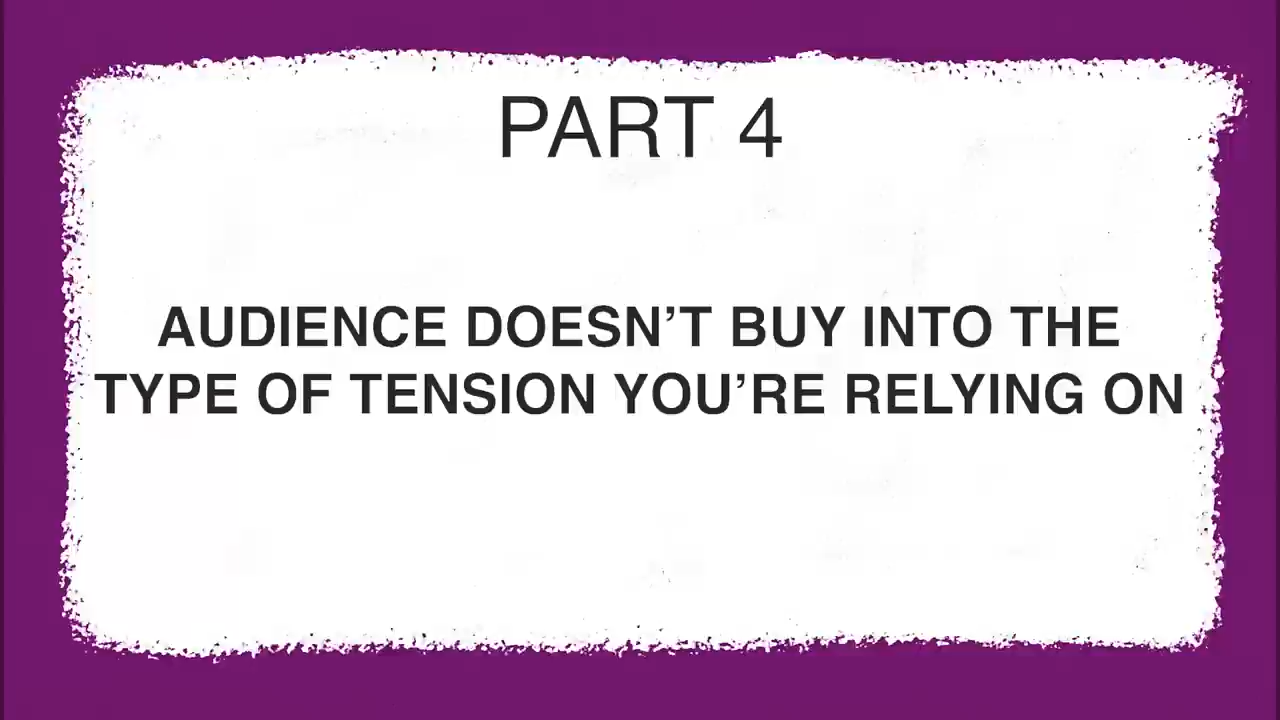 PART 4
AUDIENCE DOESN’T BUY INTO THE
TYPE OF TENSION YOU’RE RELYING ON